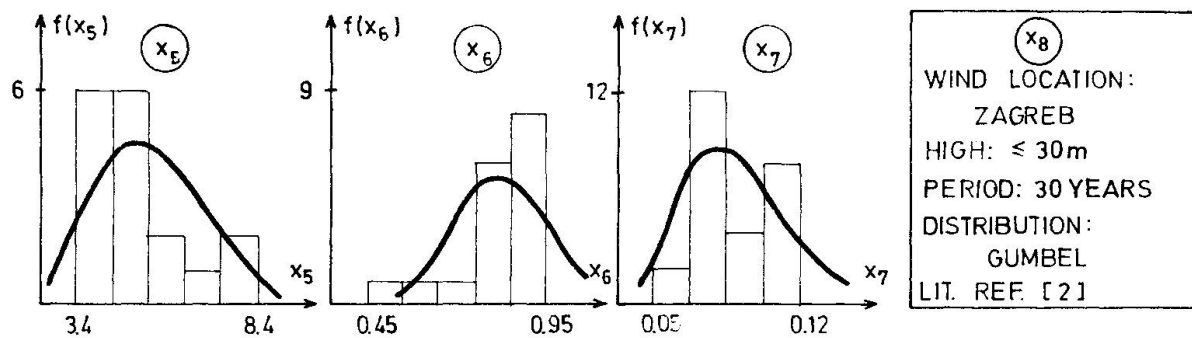 f(x₅)
x₅
6
x₅
3.4
8.4
f(x₆)
x₆
9
x₆
0.45
0.95
f(x₇)
x₇
12
x₇
0.05
0.12
x₈
WIND LOCATION:
ZAGREB
HIGH: ≤ 30m
PERIOD: 30 YEARS
DISTRIBUTION:
GUMBEL
LIT. REF. [2]